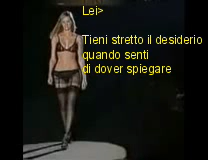 Lei>
Tieni stretto il desiderio
quando senti
di dover spiegare